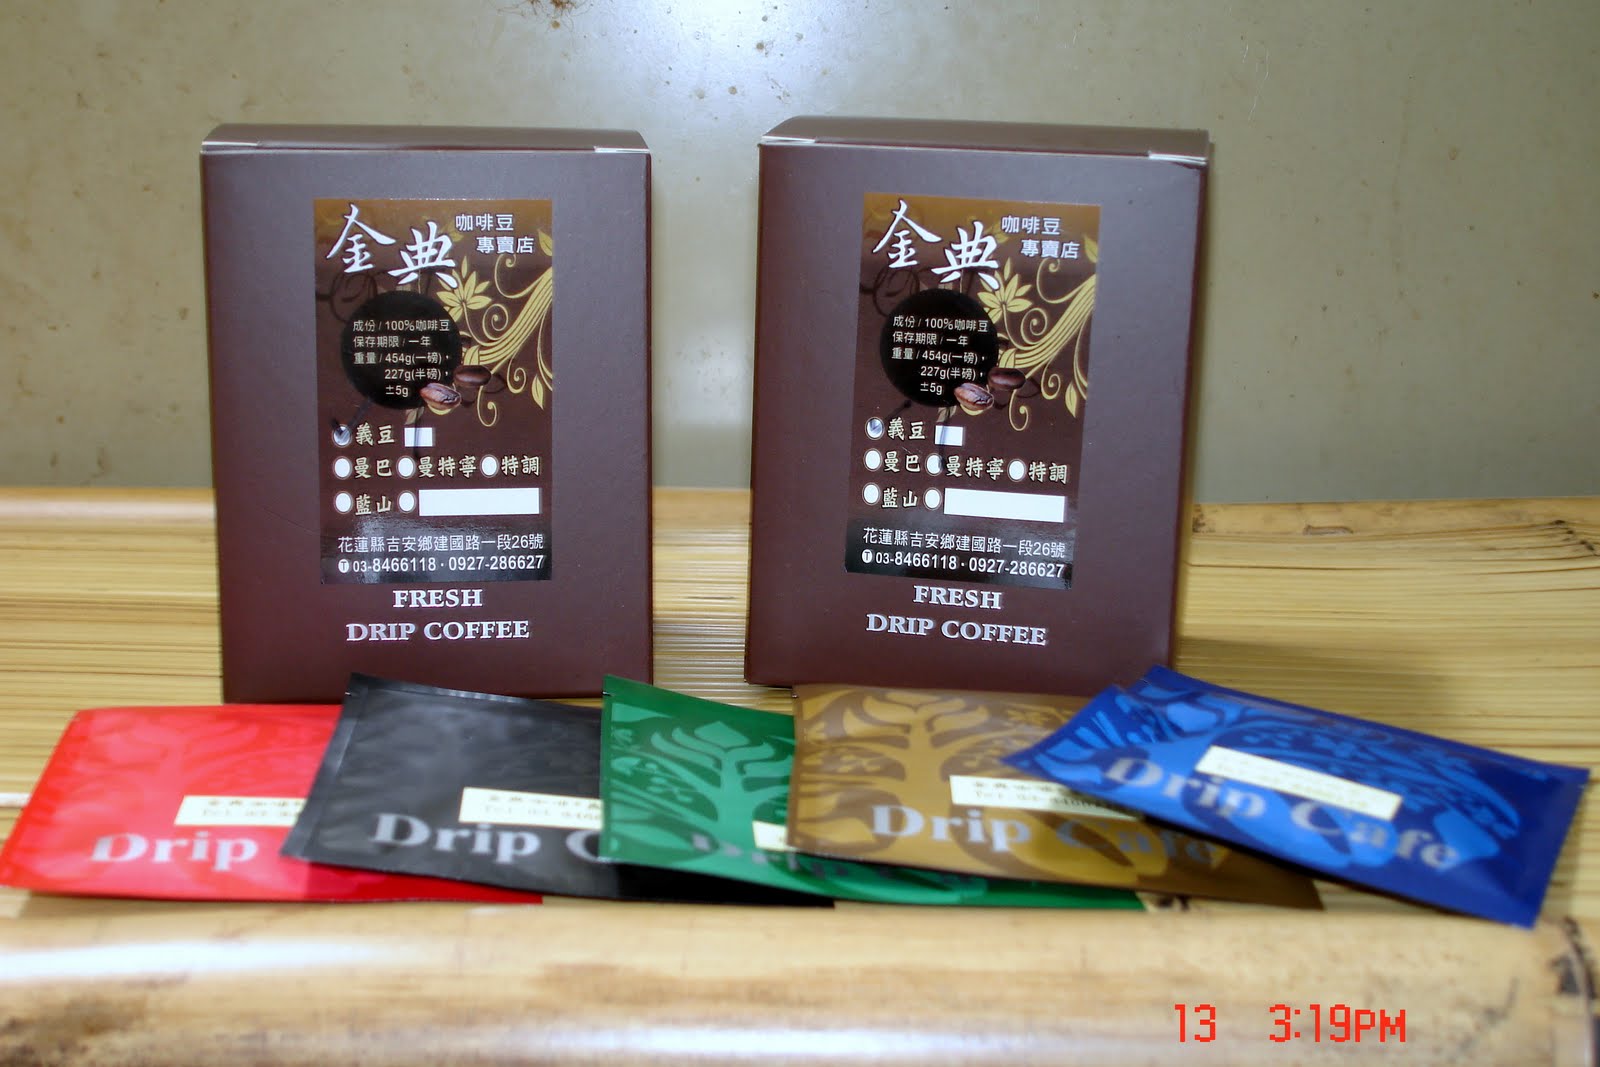 金典 咖啡豆
專賣店
成份/100%咖啡豆
保存期限/一年
重量/454g(一磅),
227g(半磅),
±5g
義豆
曼巴 曼特寧 特調
藍山
花蓮縣吉安鄉建國路一段26號
T 03-8466118·0927-286627
FRESH
DRIP COFFEE
金典 咖啡豆
專賣店
成份/100%咖啡豆
保存期限/一年
重量/454g(一磅),
227g(半磅),
±5g
義豆
曼巴 曼特寧 特調
藍山
花蓮縣吉安鄉建國路一段26號
T 03-8466118·0927-286627
FRESH
DRIP COFFEE
Drip
Drip C
Drip C
Drip Cafe
Drip Cafe
13 3:19PM